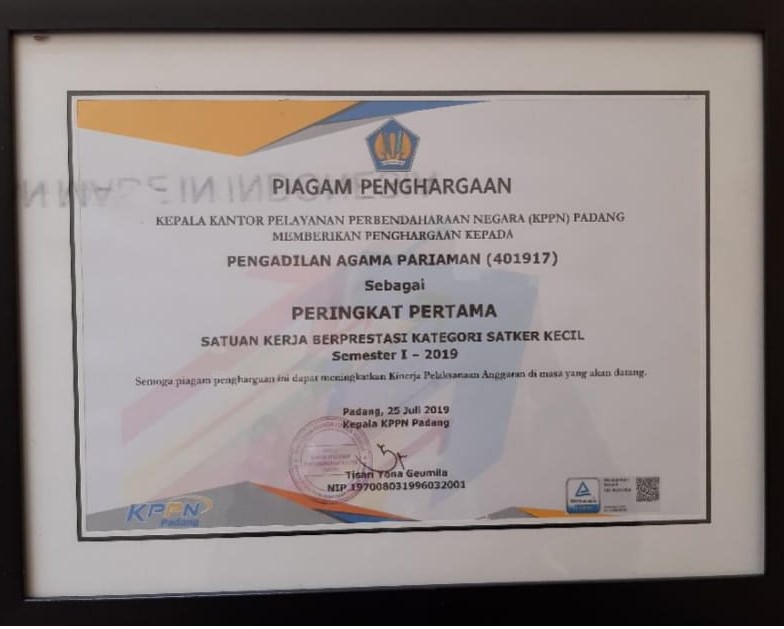 PIAGAM PENGHARGAAN
KEPALA KANTOR PELAYANAN PERBENDAHARAAN NEGARA (KPPN) PADANG
MEMBERIKAN PENGHARGAAN KEPADA
PENGADILAN AGAMA PARIAMAN (401917)
Sebagai
PERINGKAT PERTAMA
SATUAN KERJA BERPRESTASI KATEGORI SATKER KECIL
Semester I - 2019
Semoga piagam penghargaan ini dapat meningkatkan Kinerja Pelaksanaan Anggaran di masa yang akan datang.
Padang, 25 Juli 2019
Kepala KPPN Padang
Tisari Yona Geumila
NIP 197008031996032001
KPPN
Padang